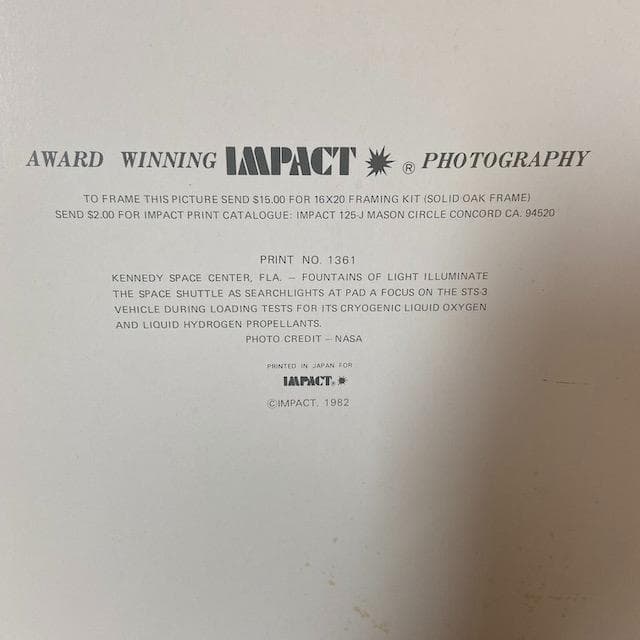 AWARD WINNING IMPACT ® PHOTOGRAPHY
TO FRAME THIS PICTURE SEND $15.00 FOR 16X20 FRAMING KIT (SOLID OAK FRAME)
SEND $2.00 FOR IMPACT PRINT CATALOGUE: IMPACT 125-J MASON CIRCLE CONCORD CA. 94520
PRINT NO. 1361
KENNEDY SPACE CENTER, FLA. – FOUNTAINS OF LIGHT ILLUMINATE
THE SPACE SHUTTLE AS SEARCHLIGHTS AT PAD A FOCUS ON THE STS-3
VEHICLE DURING LOADING TESTS FOR ITS CRYOGENIC LIQUID OXYGEN
AND LIQUID HYDROGEN PROPELLANTS.
PHOTO CREDIT – NASA
PRINTED IN JAPAN FOR
IMPACT®
©IMPACT. 1982